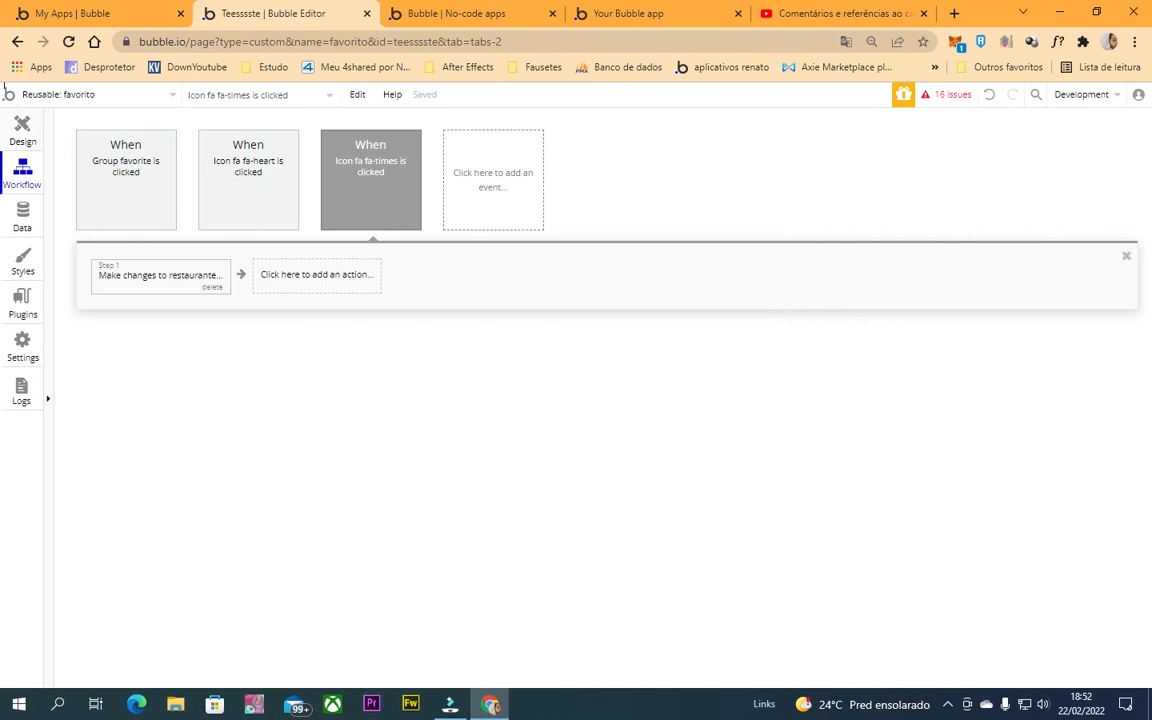 My Apps | Bubble
Teesssste | Bubble Editor
Bubble | No-code apps
Your Bubble app
Comentários e referências ao ca
bubble.io/page?type=custom&name=favorito&id=teesssste&tab=tabs-2
Apps
Desprotetor
DownYoutube
Estudo
Meu 4shared por N...
After Effects
Fausetes
Banco de dados
aplicativos renato
Axie Marketplace pl...
»
Outros favoritos
Lista de leitura
Reusable: favorito
Icon fa fa-times is clicked
Edit
Help
Saved
16 issues
Development
Design
Workflow
Data
Styles
Plugins
Settings
Logs
When
Group favorite is
clicked
When
Icon fa fa-heart is
clicked
When
Icon fa fa-times is
clicked
Click here to add an
event...
Step 1
Make changes to restaurante...
delete
Click here to add an action...
99+
Pr
Fw
Links
24°C Pred ensolarado
18:52
22/02/2022